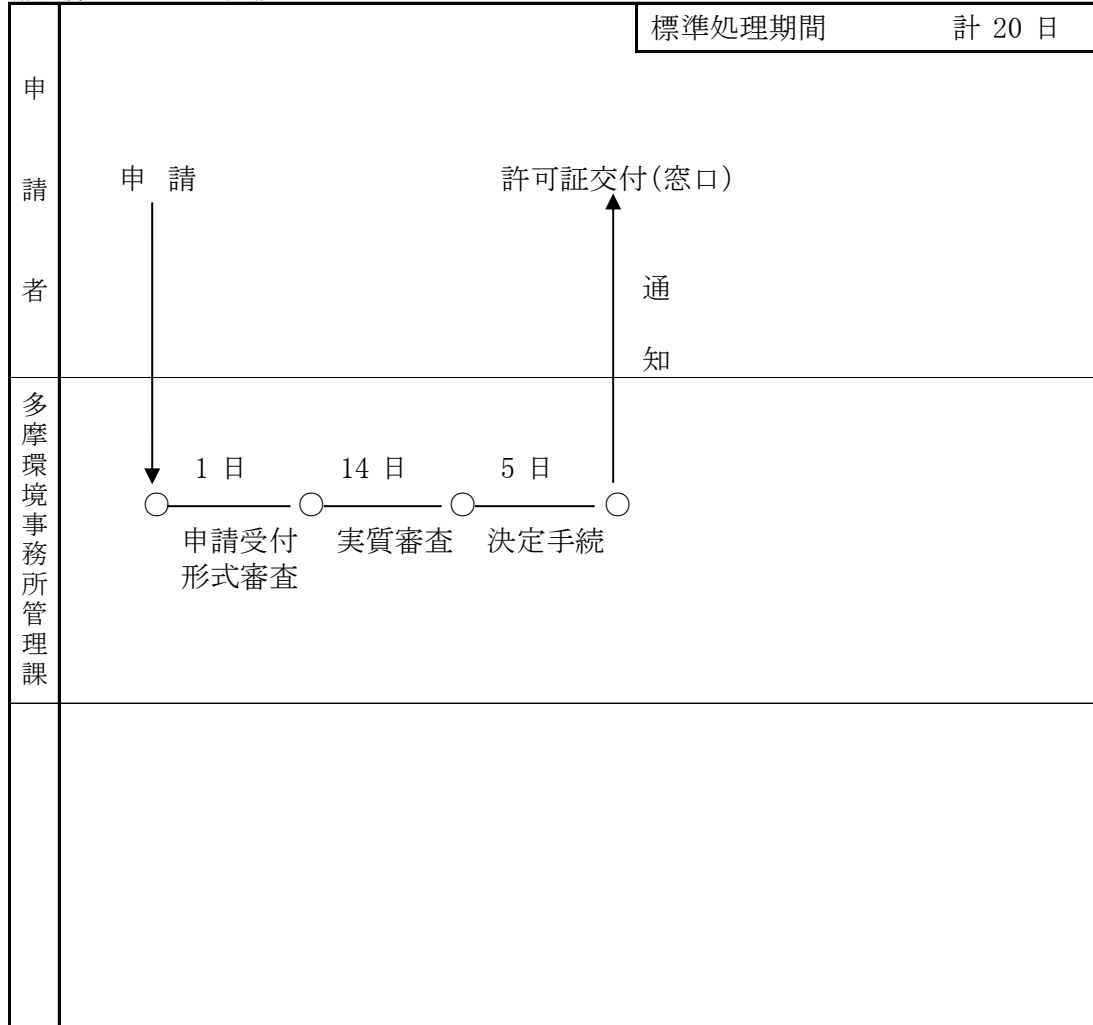 標準処理期間 計 20 日
申請者
申 請
許可証交付(窓口)
通知
多摩環境事務所管理課
1 日
14 日
5 日
申請受付
形式審査
実質審査
決定手続